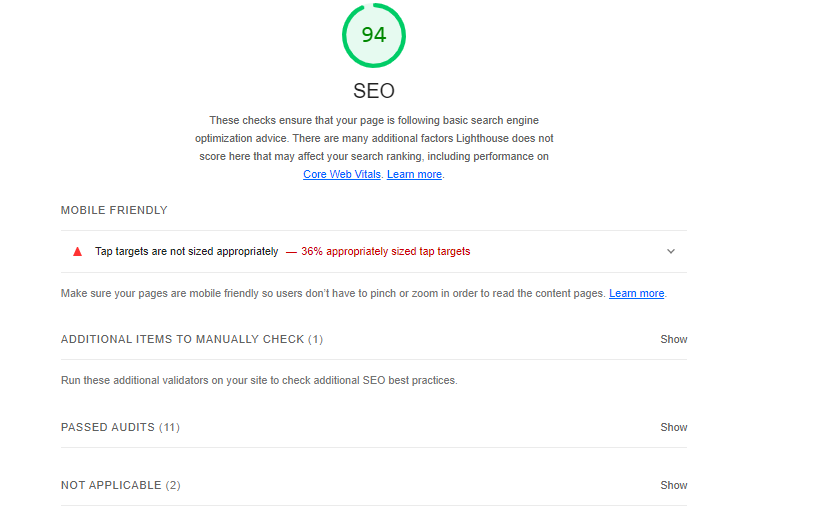 94
SEO
These checks ensure that your page is following basic search engine
optimization advice. There are many additional factors Lighthouse does not
score here that may affect your search ranking, including performance on
Core Web Vitals. Learn more.
MOBILE FRIENDLY
Tap targets are not sized appropriately — 36% appropriately sized tap targets
Make sure your pages are mobile friendly so users don’t have to pinch or zoom in order to read the content pages. Learn more.
ADDITIONAL ITEMS TO MANUALLY CHECK (1) Show
Run these additional validators on your site to check additional SEO best practices.
PASSED AUDITS (11) Show
NOT APPLICABLE (2) Show